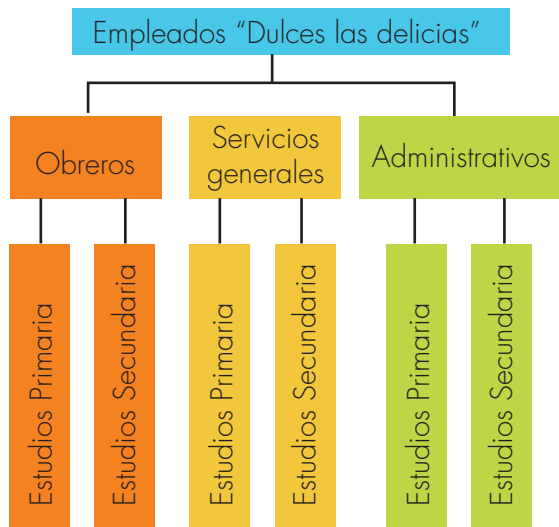 Empleados “Dulces las delicias”
Obreros
Servicios
generales
Administrativos
Estudios Primaria
Estudios Secundaria
Estudios Primaria
Estudios Secundaria
Estudios Primaria
Estudios Secundaria